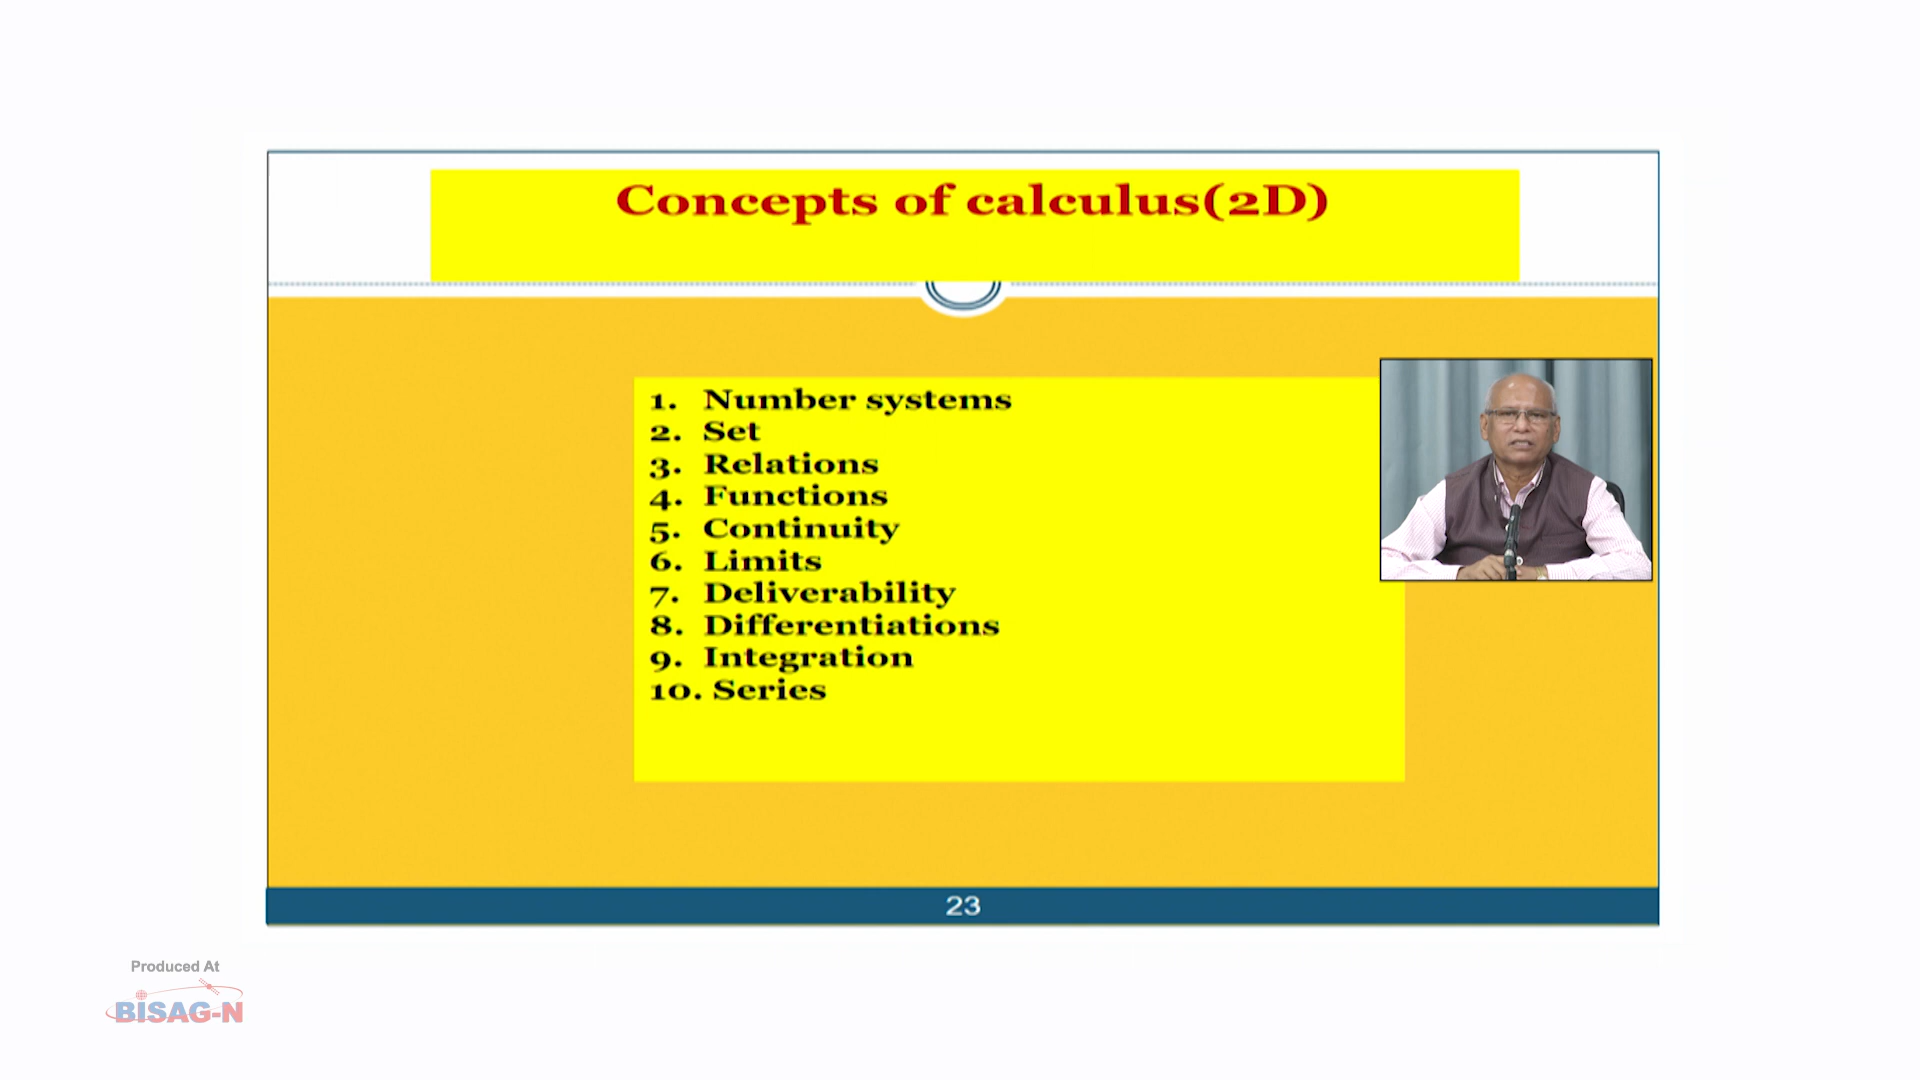 Concepts of calculus(2D)
1. Number systems
2. Set
3. Relations
4. Functions
5. Continuity
6. Limits
7. Deliverability
8. Differentiations
9. Integration
10. Series
23
Produced At
BISAG-N